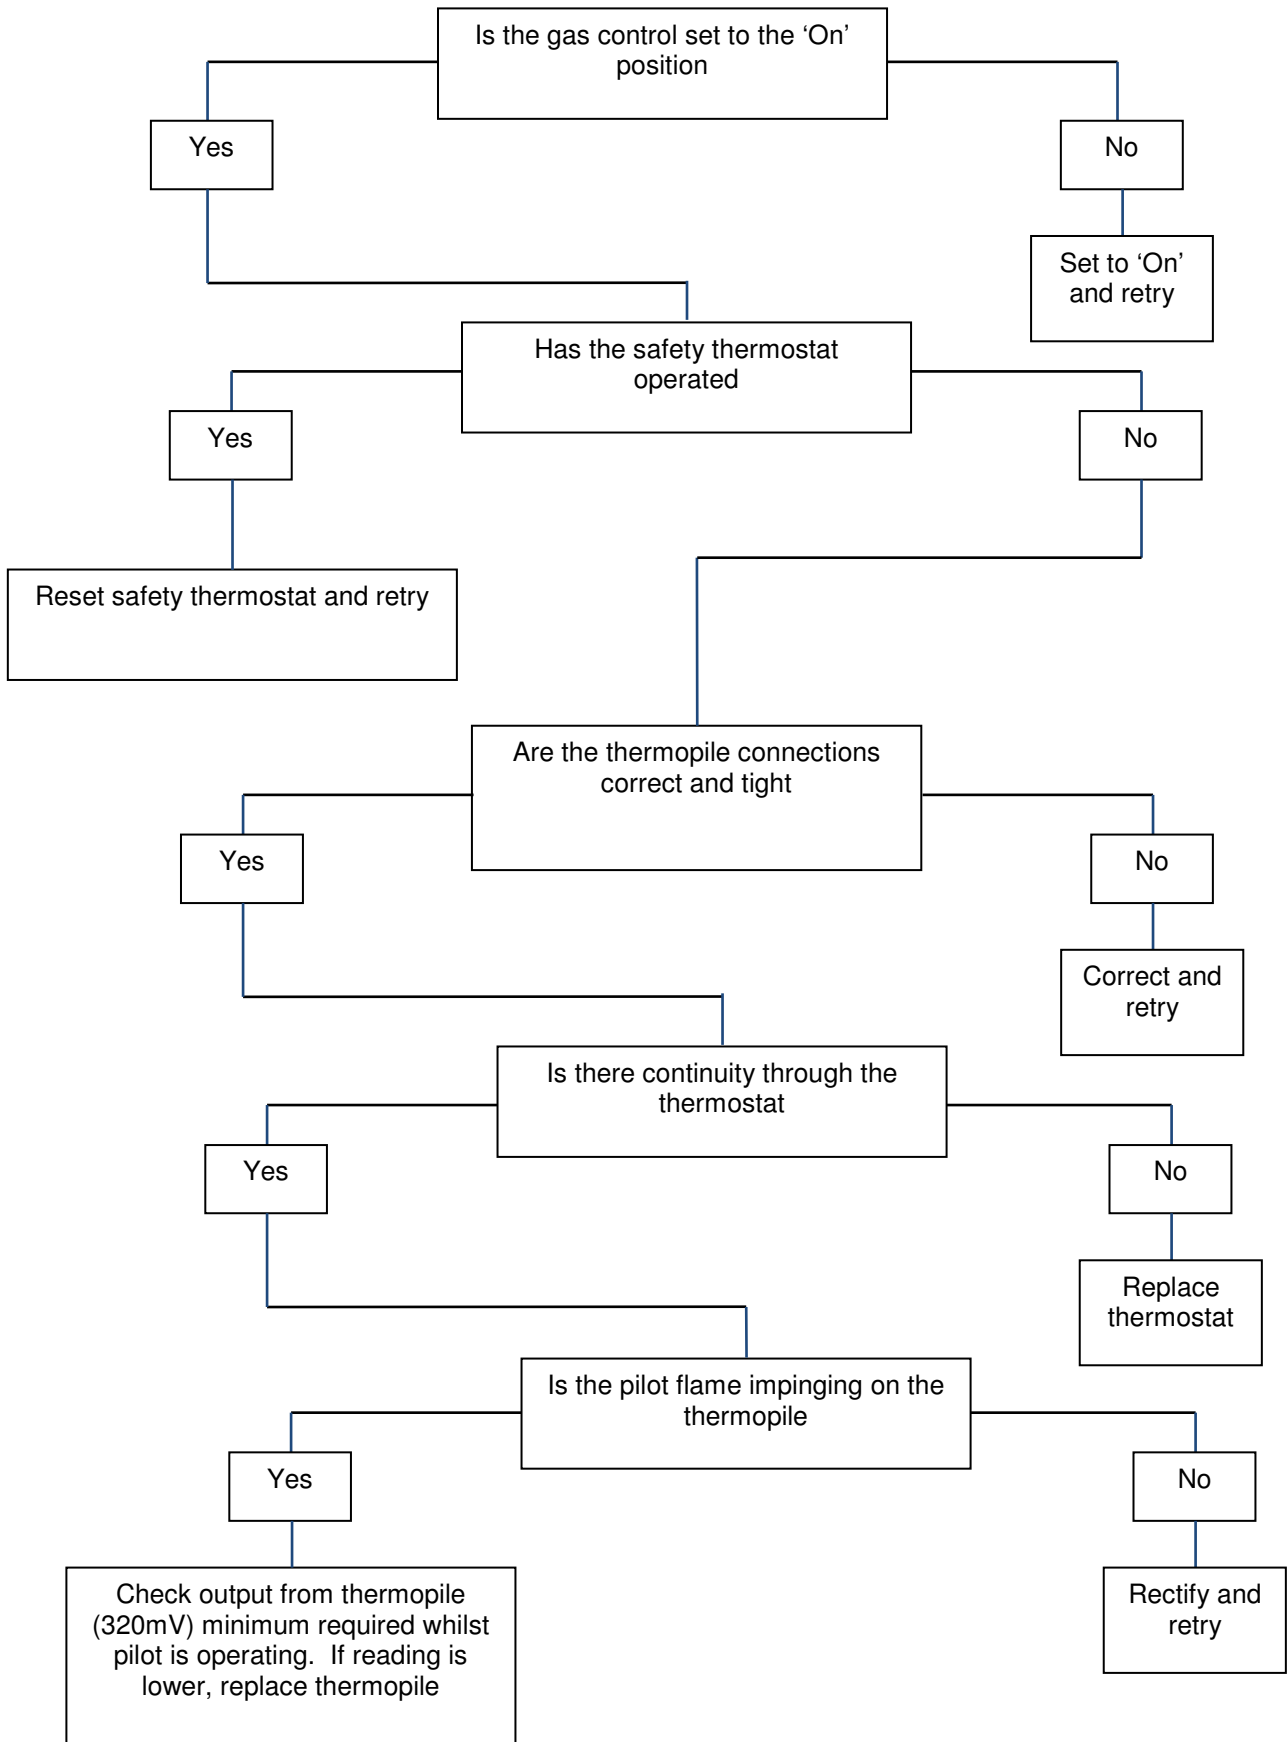 Is the gas control set to the ‘On’
position
Yes
No
Set to ‘On’
and retry
Has the safety thermostat
operated
Yes
No
Reset safety thermostat and retry
Are the thermopile connections
correct and tight
Yes
No
Correct and
retry
Is there continuity through the
thermostat
Yes
No
Replace
thermostat
Is the pilot flame impinging on the
thermopile
Yes
No
Check output from thermopile
(320mV) minimum required whilst
pilot is operating.  If reading is
lower, replace thermopile
Rectify and
retry